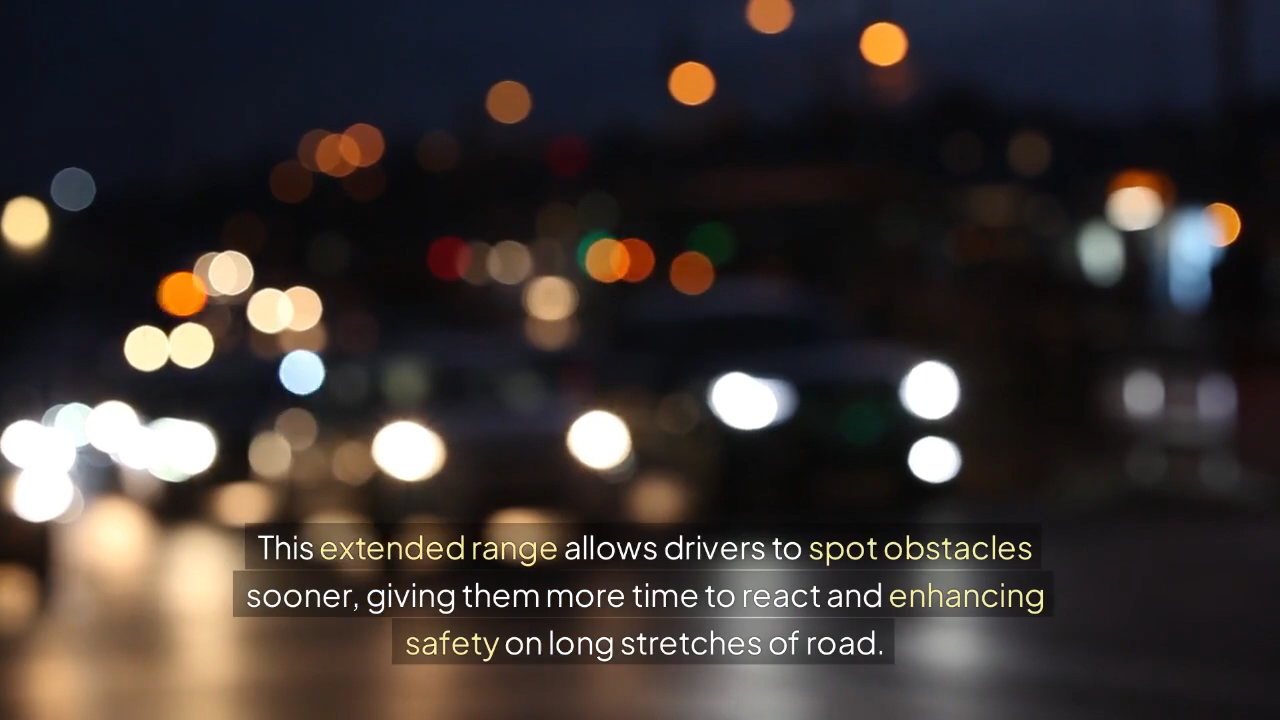 This extended range allows drivers to spot obstacles
sooner, giving them more time to react and enhancing
safety on long stretches of road.